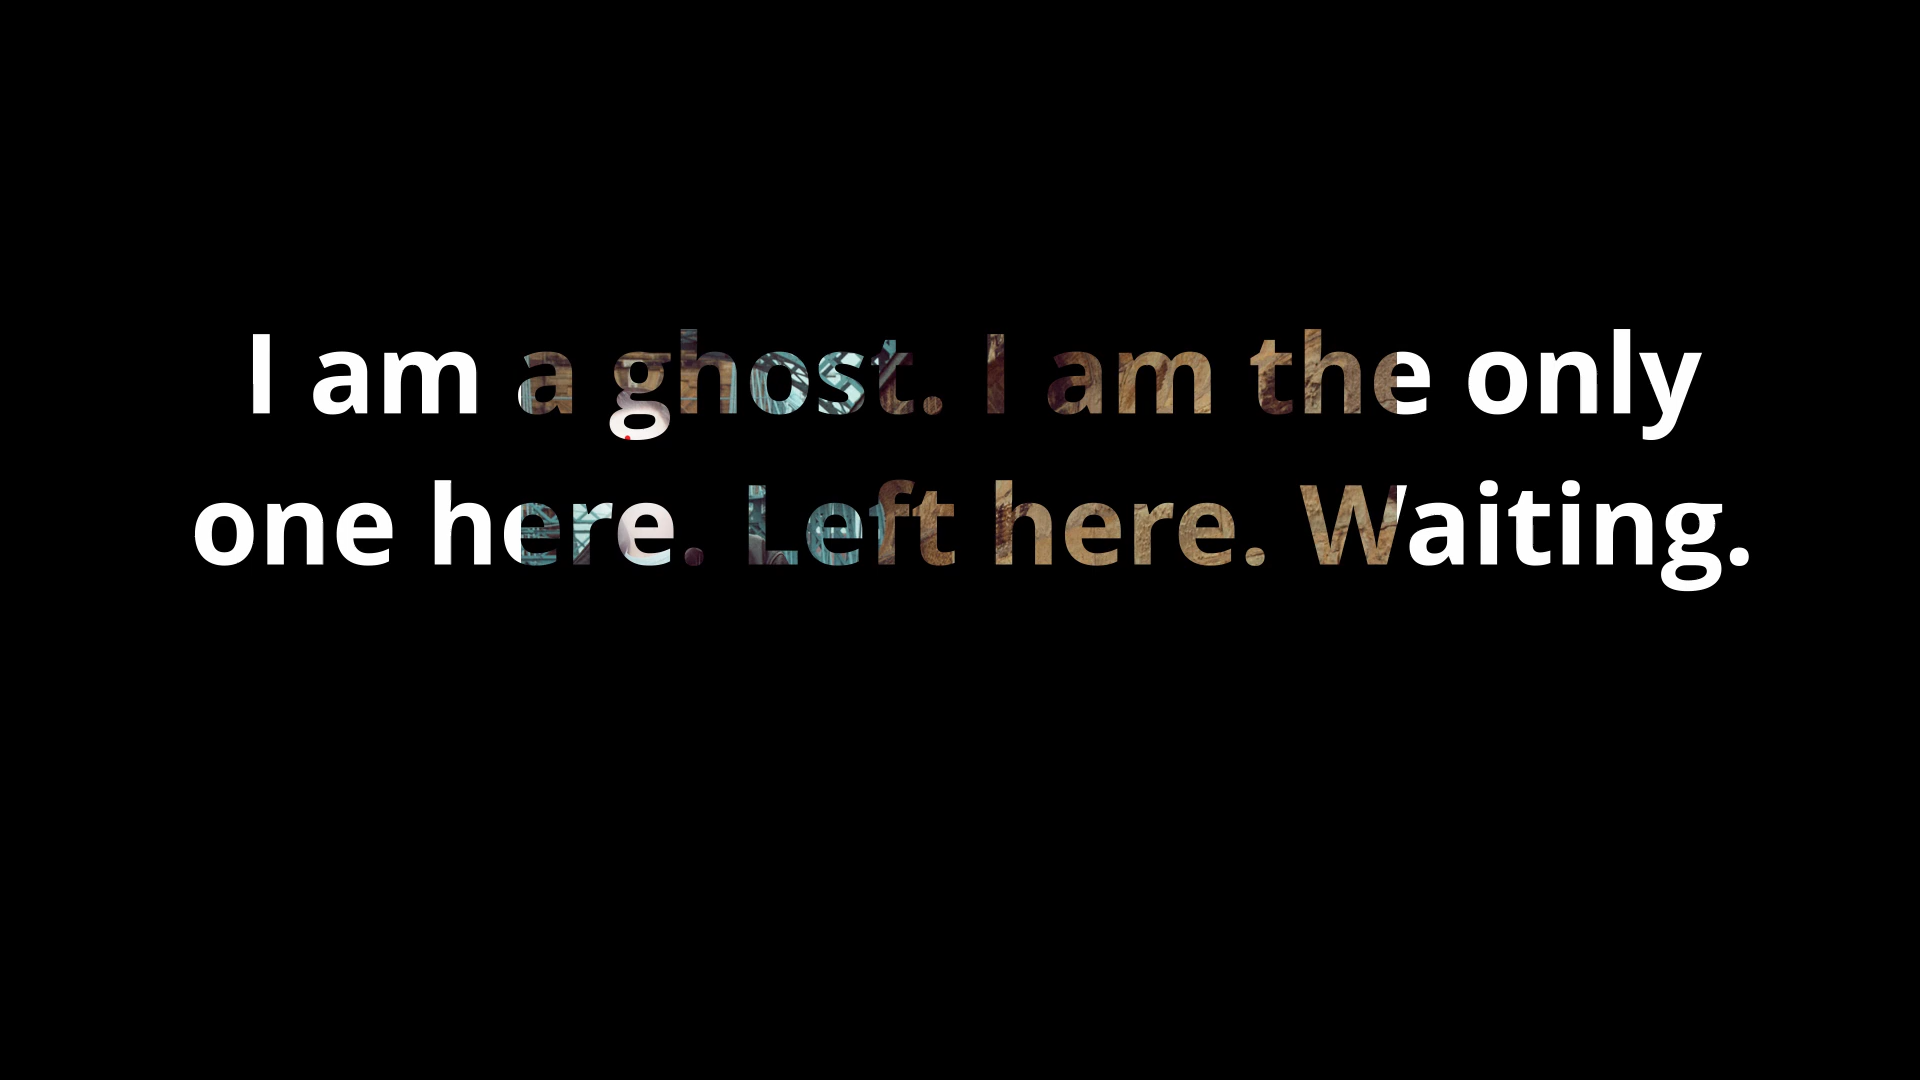 I am a ghost. I am the only
one here. Left here. Waiting.